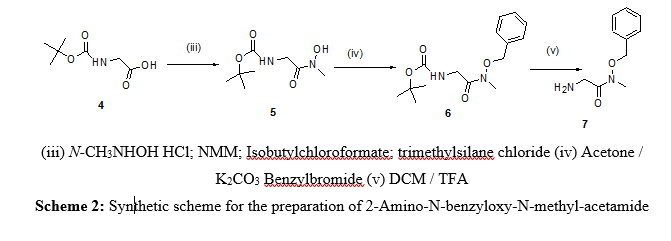 (iii) (iv) (v)
O O HN OH O 4
O O HN O N OH 5
O O HN O N O 6
H2N O N O 7
(iii) N-CH3NHOH HCl; NMM; Isobutylchloroformate; trimethylsilane chloride (iv) Acetone /
K2CO3 Benzylbromide (v) DCM / TFA
Scheme 2: Synthetic scheme for the preparation of 2-Amino-N-benzyloxy-N-methyl-acetamide